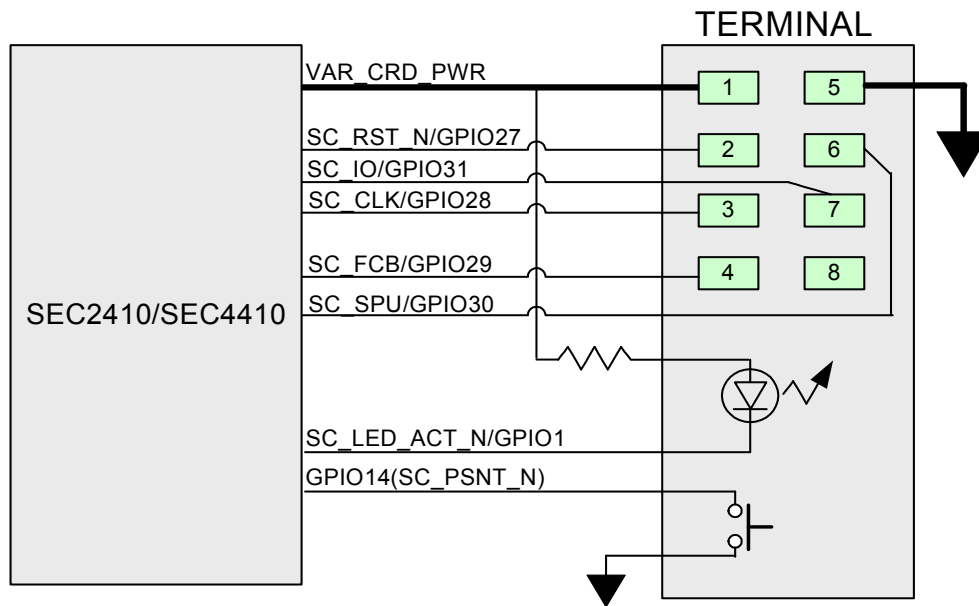 TERMINAL
VAR_CRD_PWR
1
5
SC_RST_N/GPIO27
2
6
SC_IO/GPIO31
7
SC_CLK/GPIO28
3
SC_FCB/GPIO29
4
8
SC_SPU/GPIO30
SEC2410/SEC4410
SC_LED_ACT_N/GPIO1
GPIO14(SC_PSNT_N)